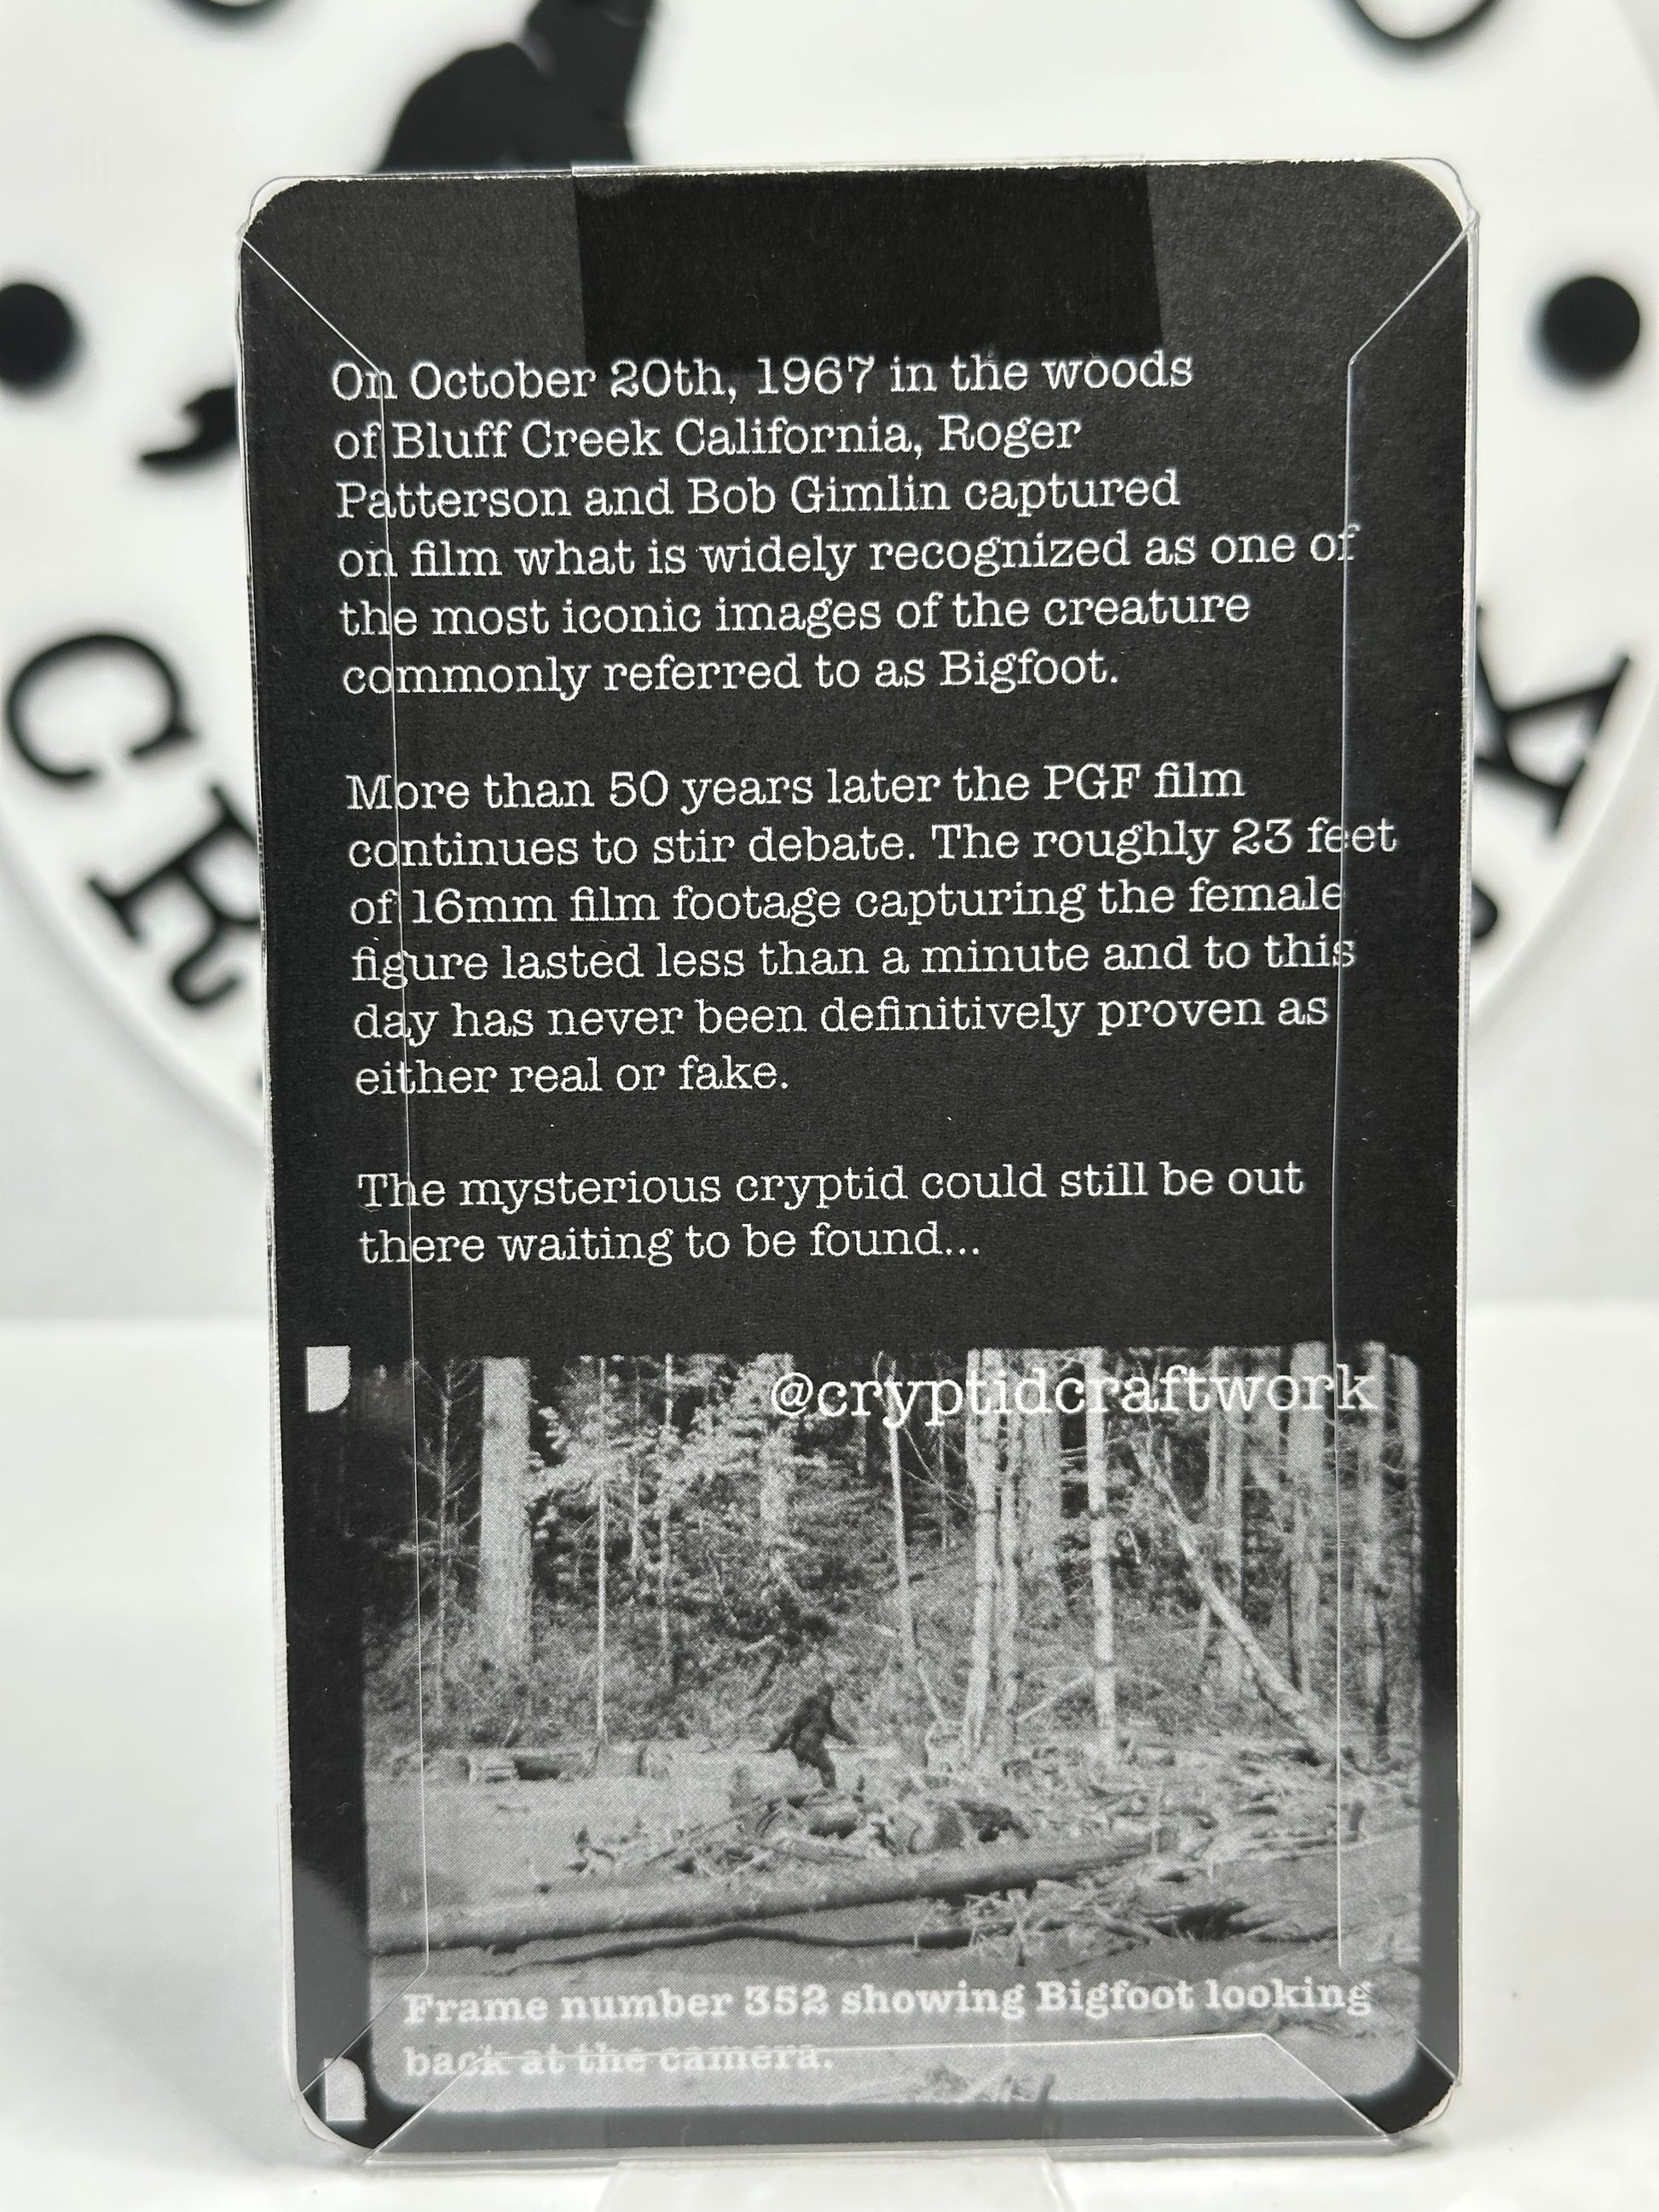 On October 20th, 1967 in the woods
of Bluff Creek California, Roger
Patterson and Bob Gimlin captured
on film what is widely recognized as one of
the most iconic images of the creature
commonly referred to as Bigfoot.
More than 50 years later the PGF film
continues to stir debate. The roughly 23 feet
of 16mm film footage capturing the female
figure lasted less than a minute and to this
day has never been definitively proven as
either real or fake.
The mysterious cryptid could still be out
there waiting to be found...
@cryptidcraftwork
Frame number 352 showing Bigfoot looking
back at the camera.